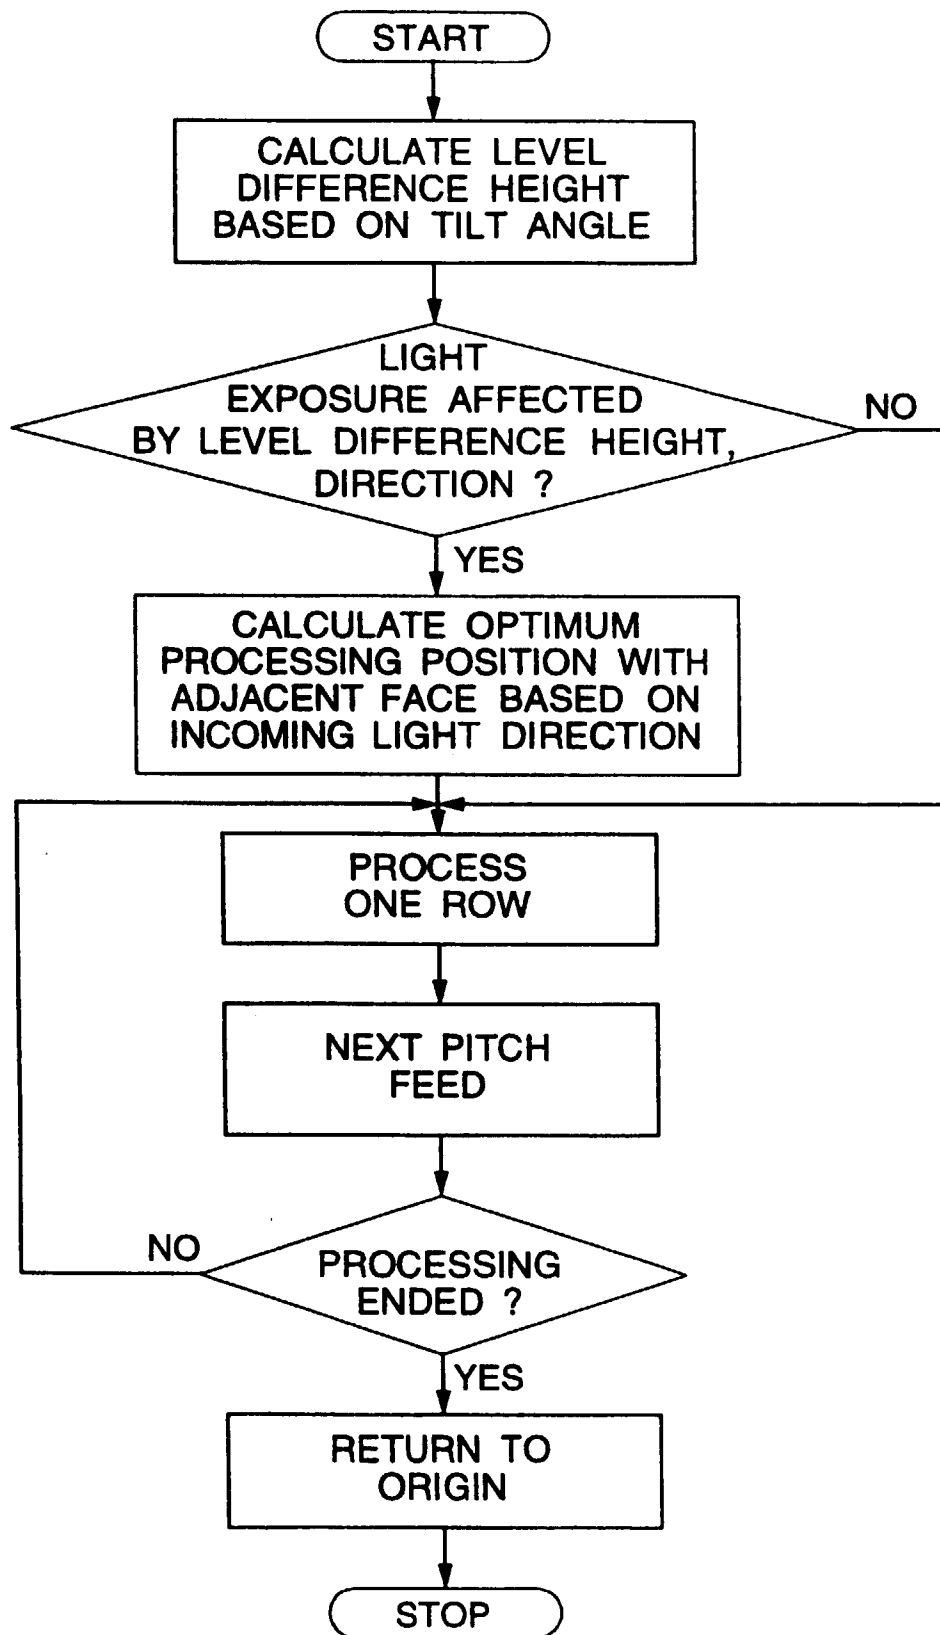 START
CALCULATE LEVEL
DIFFERENCE HEIGHT
BASED ON TILT ANGLE
LIGHT
EXPOSURE AFFECTED
BY LEVEL DIFFERENCE HEIGHT,
DIRECTION ?
NO
YES
CALCULATE OPTIMUM
PROCESSING POSITION WITH
ADJACENT FACE BASED ON
INCOMING LIGHT DIRECTION
PROCESS
ONE ROW
NEXT PITCH
FEED
NO
PROCESSING
ENDED ?
YES
RETURN TO
ORIGIN
STOP